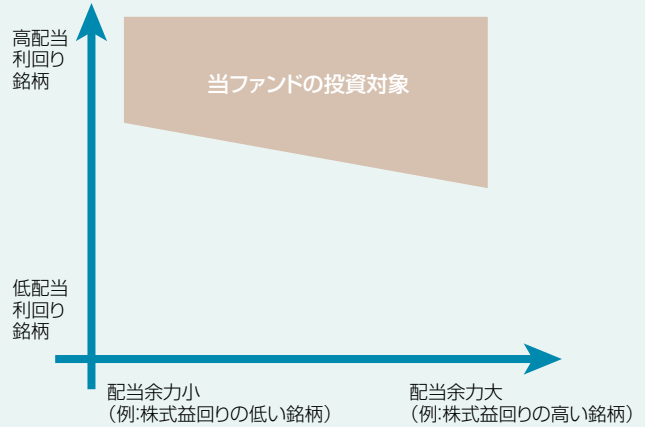 高配当
利回り
銘柄
当ファンドの投資対象
低配当
利回り
銘柄
配当余力小
（例:株式益回りの低い銘柄）
配当余力大
（例:株式益回りの高い銘柄）